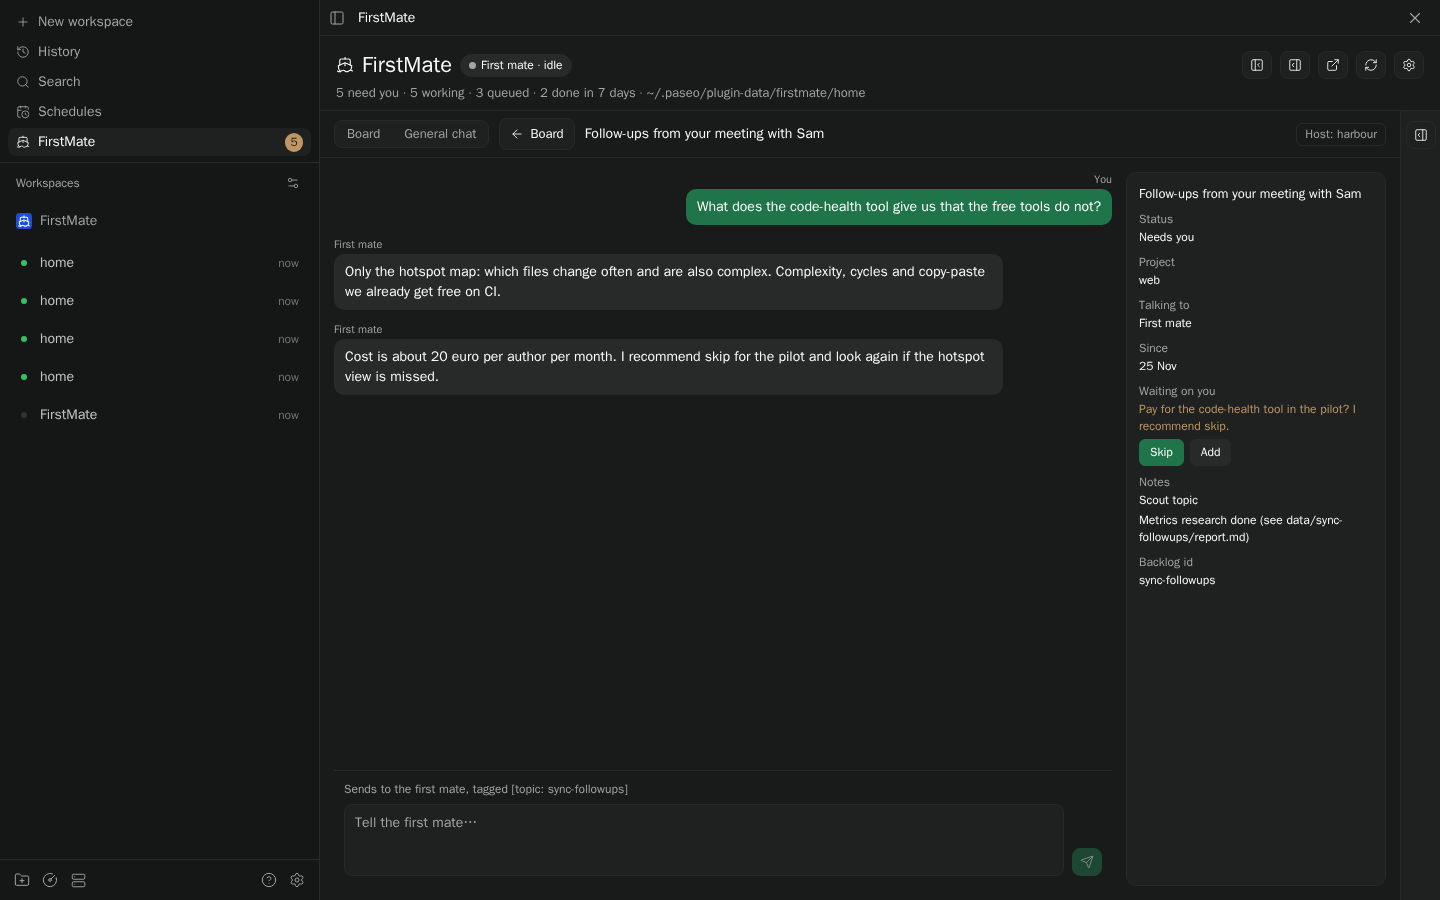 New workspace
History
Search
Schedules
FirstMate
5
Workspaces
FirstMate
home now
home now
home now
home now
FirstMate now
FirstMate
FirstMate
First mate · idle
5 need you · 5 working · 3 queued · 2 done in 7 days · ~/.paseo/plugin-data/firstmate/home
Board
General chat
Board
Follow-ups from your meeting with Sam
Host: harbour
You
What does the code-health tool give us that the free tools do not?
First mate
Only the hotspot map: which files change often and are also complex. Complexity, cycles and copy-paste
we already get free on CI.
First mate
Cost is about 20 euro per author per month. I recommend skip for the pilot and look again if the hotspot
view is missed.
Sends to the first mate, tagged [topic: sync-followups]
Tell the first mate···
Follow-ups from your meeting with Sam
Status
Needs you
Project
web
Talking to
First mate
Since
25 Nov
Waiting on you
Pay for the code-health tool in the pilot? I
recommend skip.
Skip
Add
Notes
Scout topic
Metrics research done (see data/sync-
followups/report.md)
Backlog id
sync-followups